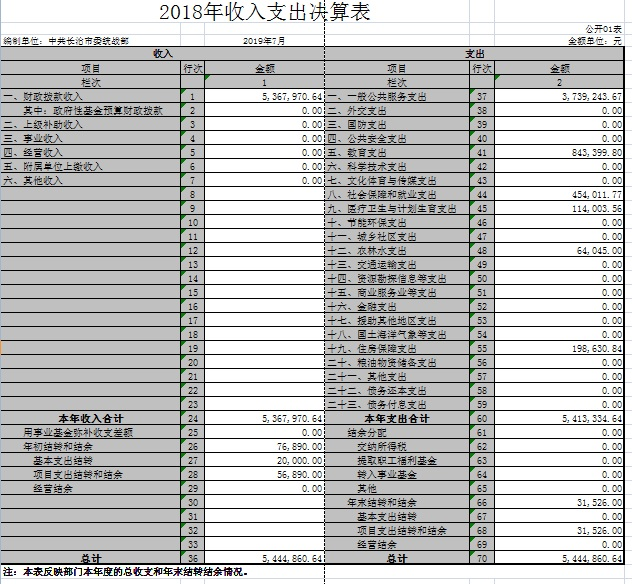 2018年收入支出决算表
公开01表
编制单位：中共长治市委统战部 2019年7月 金额单位：元
收入 支出
项目 行次 金额 项目 行次 金额
栏次 1 栏次 2
一、财政拨款收入 1 5,367,970.64 一、一般公共服务支出 37 3,739,243.67
其中：政府性基金预算财政拨款 2 0.00 二、外交支出 38 0.00
二、上级补助收入 3 0.00 三、国防支出 39 0.00
三、事业收入 4 0.00 四、公共安全支出 40 0.00
四、经营收入 5 0.00 五、教育支出 41 843,399.80
五、附属单位上缴收入 6 0.00 六、科学技术支出 42 0.00
六、其他收入 7 0.00 七、文化体育与传媒支出 43 0.00
8 八、社会保障和就业支出 44 454,011.77
9 九、医疗卫生与计划生育支出 45 114,003.56
10 十、节能环保支出 46 0.00
11 十一、城乡社区支出 47 0.00
12 十二、农林水支出 48 64,045.00
13 十三、交通运输支出 49 0.00
14 十四、资源勘探信息等支出 50 0.00
15 十五、商业服务业等支出 51 0.00
16 十六、金融支出 52 0.00
17 十七、援助其他地区支出 53 0.00
18 十八、国土海洋气象等支出 54 0.00
19 十九、住房保障支出 55 198,630.84
20 二十、粮油物资储备支出 56 0.00
21 二十一、其他支出 57 0.00
22 二十二、债务还本支出 58 0.00
23 二十三、债务付息支出 59 0.00
本年收入合计 24 5,367,970.64 本年支出合计 60 5,413,334.64
用事业基金弥补收支差额 25 0.00 结余分配 61 0.00
年初结转和结余 26 76,890.00 交纳所得税 62 0.00
基本支出结转 27 20,000.00 提取职工福利基金 63 0.00
项目支出结转和结余 28 56,890.00 转入事业基金 64 0.00
经营结余 29 0.00 其他 65 0.00
30 年末结转和结余 66 31,526.00
31 基本支出结转 67 0.00
32 项目支出结转和结余 68 31,526.00
33 经营结余 69 0.00
总计 36 5,444,860.64 总计 70 5,444,860.64
注：本表反映部门本年度的总收支和年末结转结余情况。